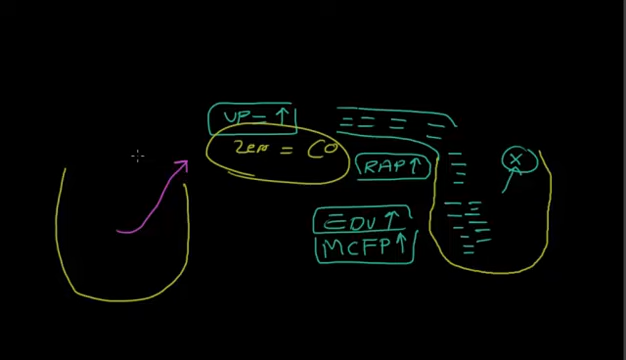 VP = ↑
Zero = CO
RAP ↑
X
EDV ↑
MCFP ↑